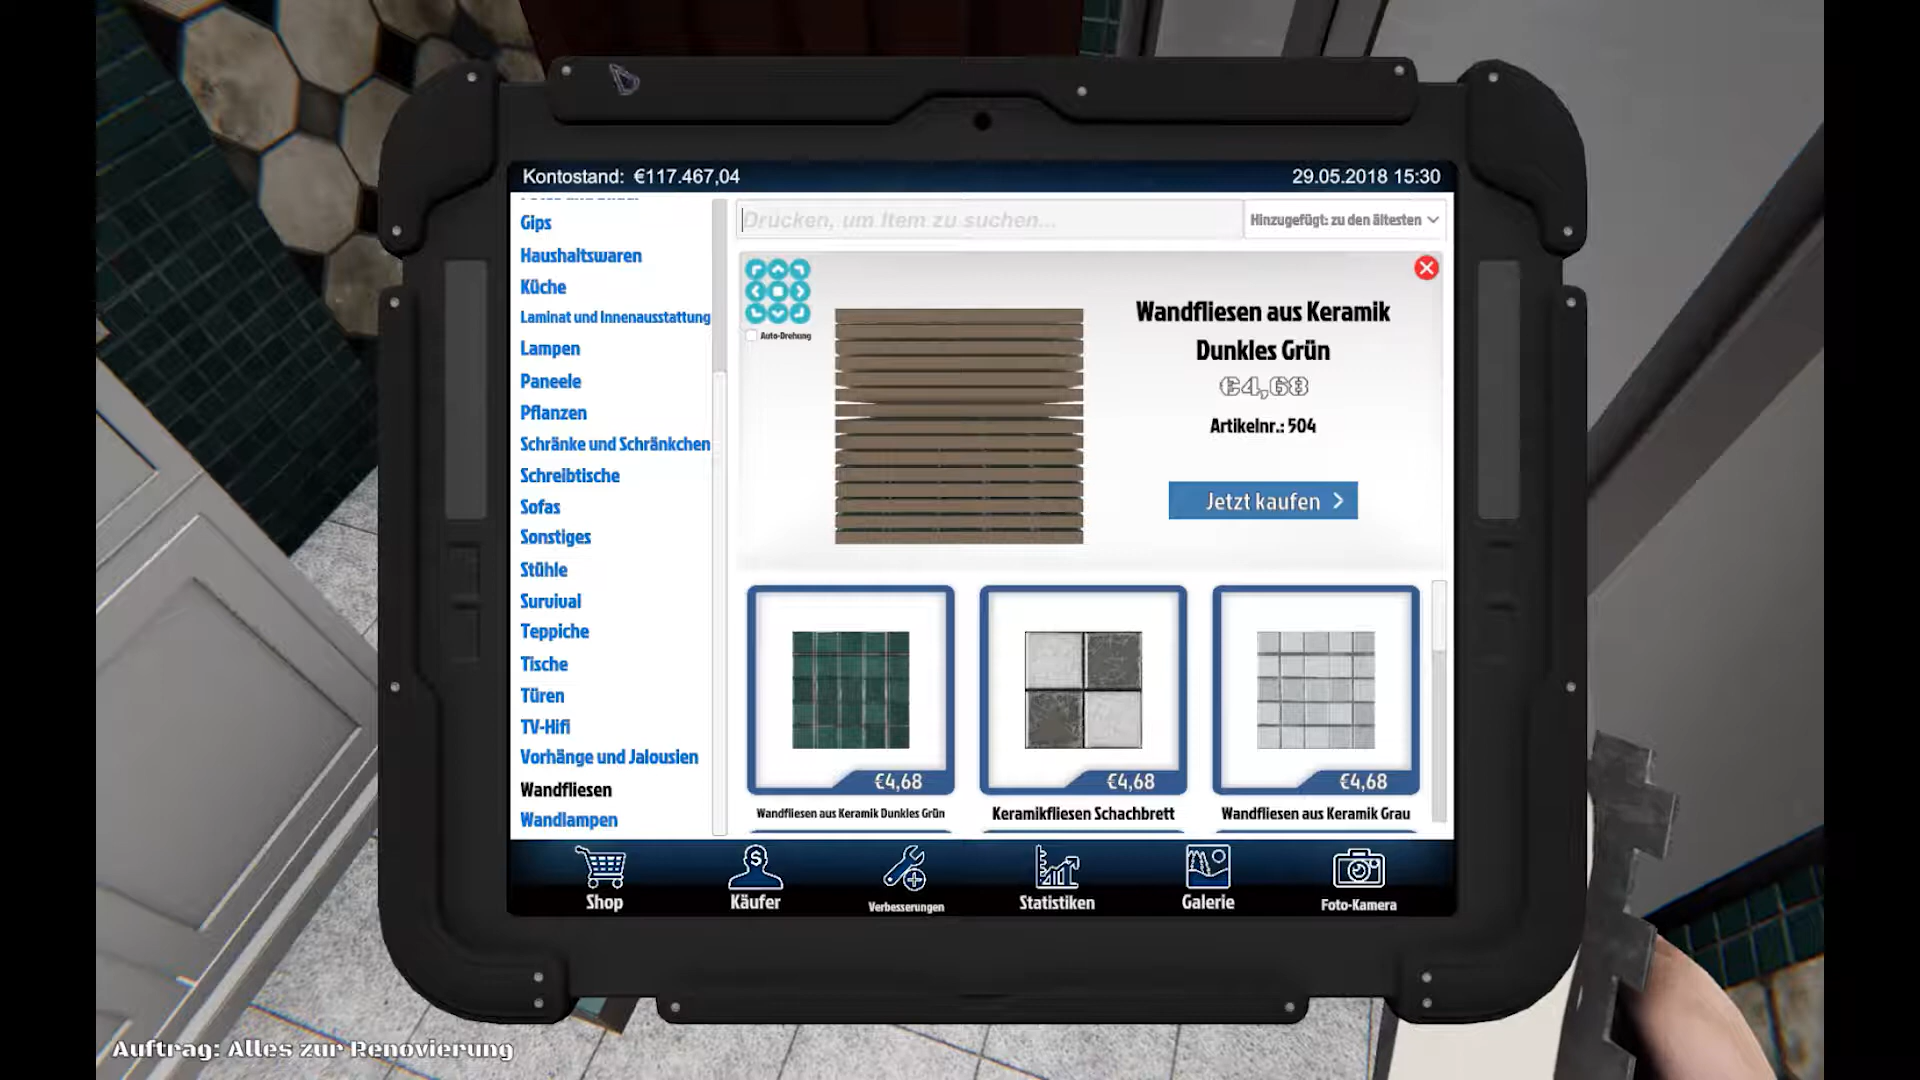 Kontostand: €117.467,04
29.05.2018 15:30
Gips
Haushaltswaren
Küche
Laminat und Innenausstattung
Lampen
Paneele
Pflanzen
Schränke und Schränkchen
Schreibtische
Sofas
Sonstiges
Stühle
Survival
Teppiche
Tische
Türen
TV-Hifi
Vorhänge und Jalousien
Wandfliesen
Wandlampen
Drücken, um Item zu suchen...
Hinzugefügt: zu den ältesten
Auto-Drehung
Wandfliesen aus Keramik
Dunkles Grün
€4,68
Artikelnr.: 504
Jetzt kaufen
€4,68
€4,68
€4,68
Wandfliesen aus Keramik Dunkles Grün
Keramikfliesen Schachbrett
Wandfliesen aus Keramik Grau
Shop
Käufer
Verbesserungen
Statistiken
Galerie
Foto-Kamera
Auftrag: Alles zur Renovierung